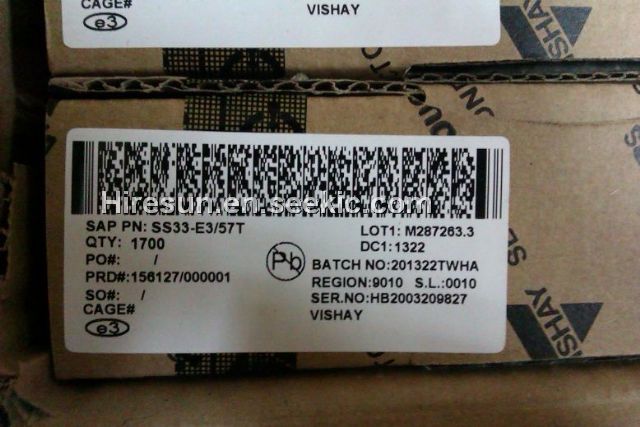 CAGE#
e3
VISHAY
VISHAY
Hiresun.en.seekic.com
SAP PN: SS33-E3/57T
QTY: 1700
PO#: /
PRD#:156127/000001
SO#: /
CAGE#
e3
Pb
LOT1: M287263.3
DC1:1322
BATCH NO:201322TWHA
REGION:9010 S.L.:0010
SER.NO:HB2003209827
VISHAY
VISHAY